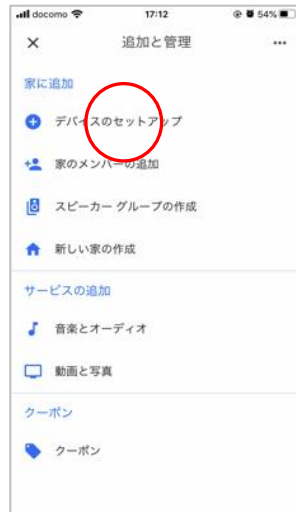 docomo 17:12 54%
追加と管理
家に追加
デバイスのセットアップ
家のメンバーの追加
スピーカー グループの作成
新しい家の作成
サービスの追加
音楽とオーディオ
動画と写真
クーポン
クーポン